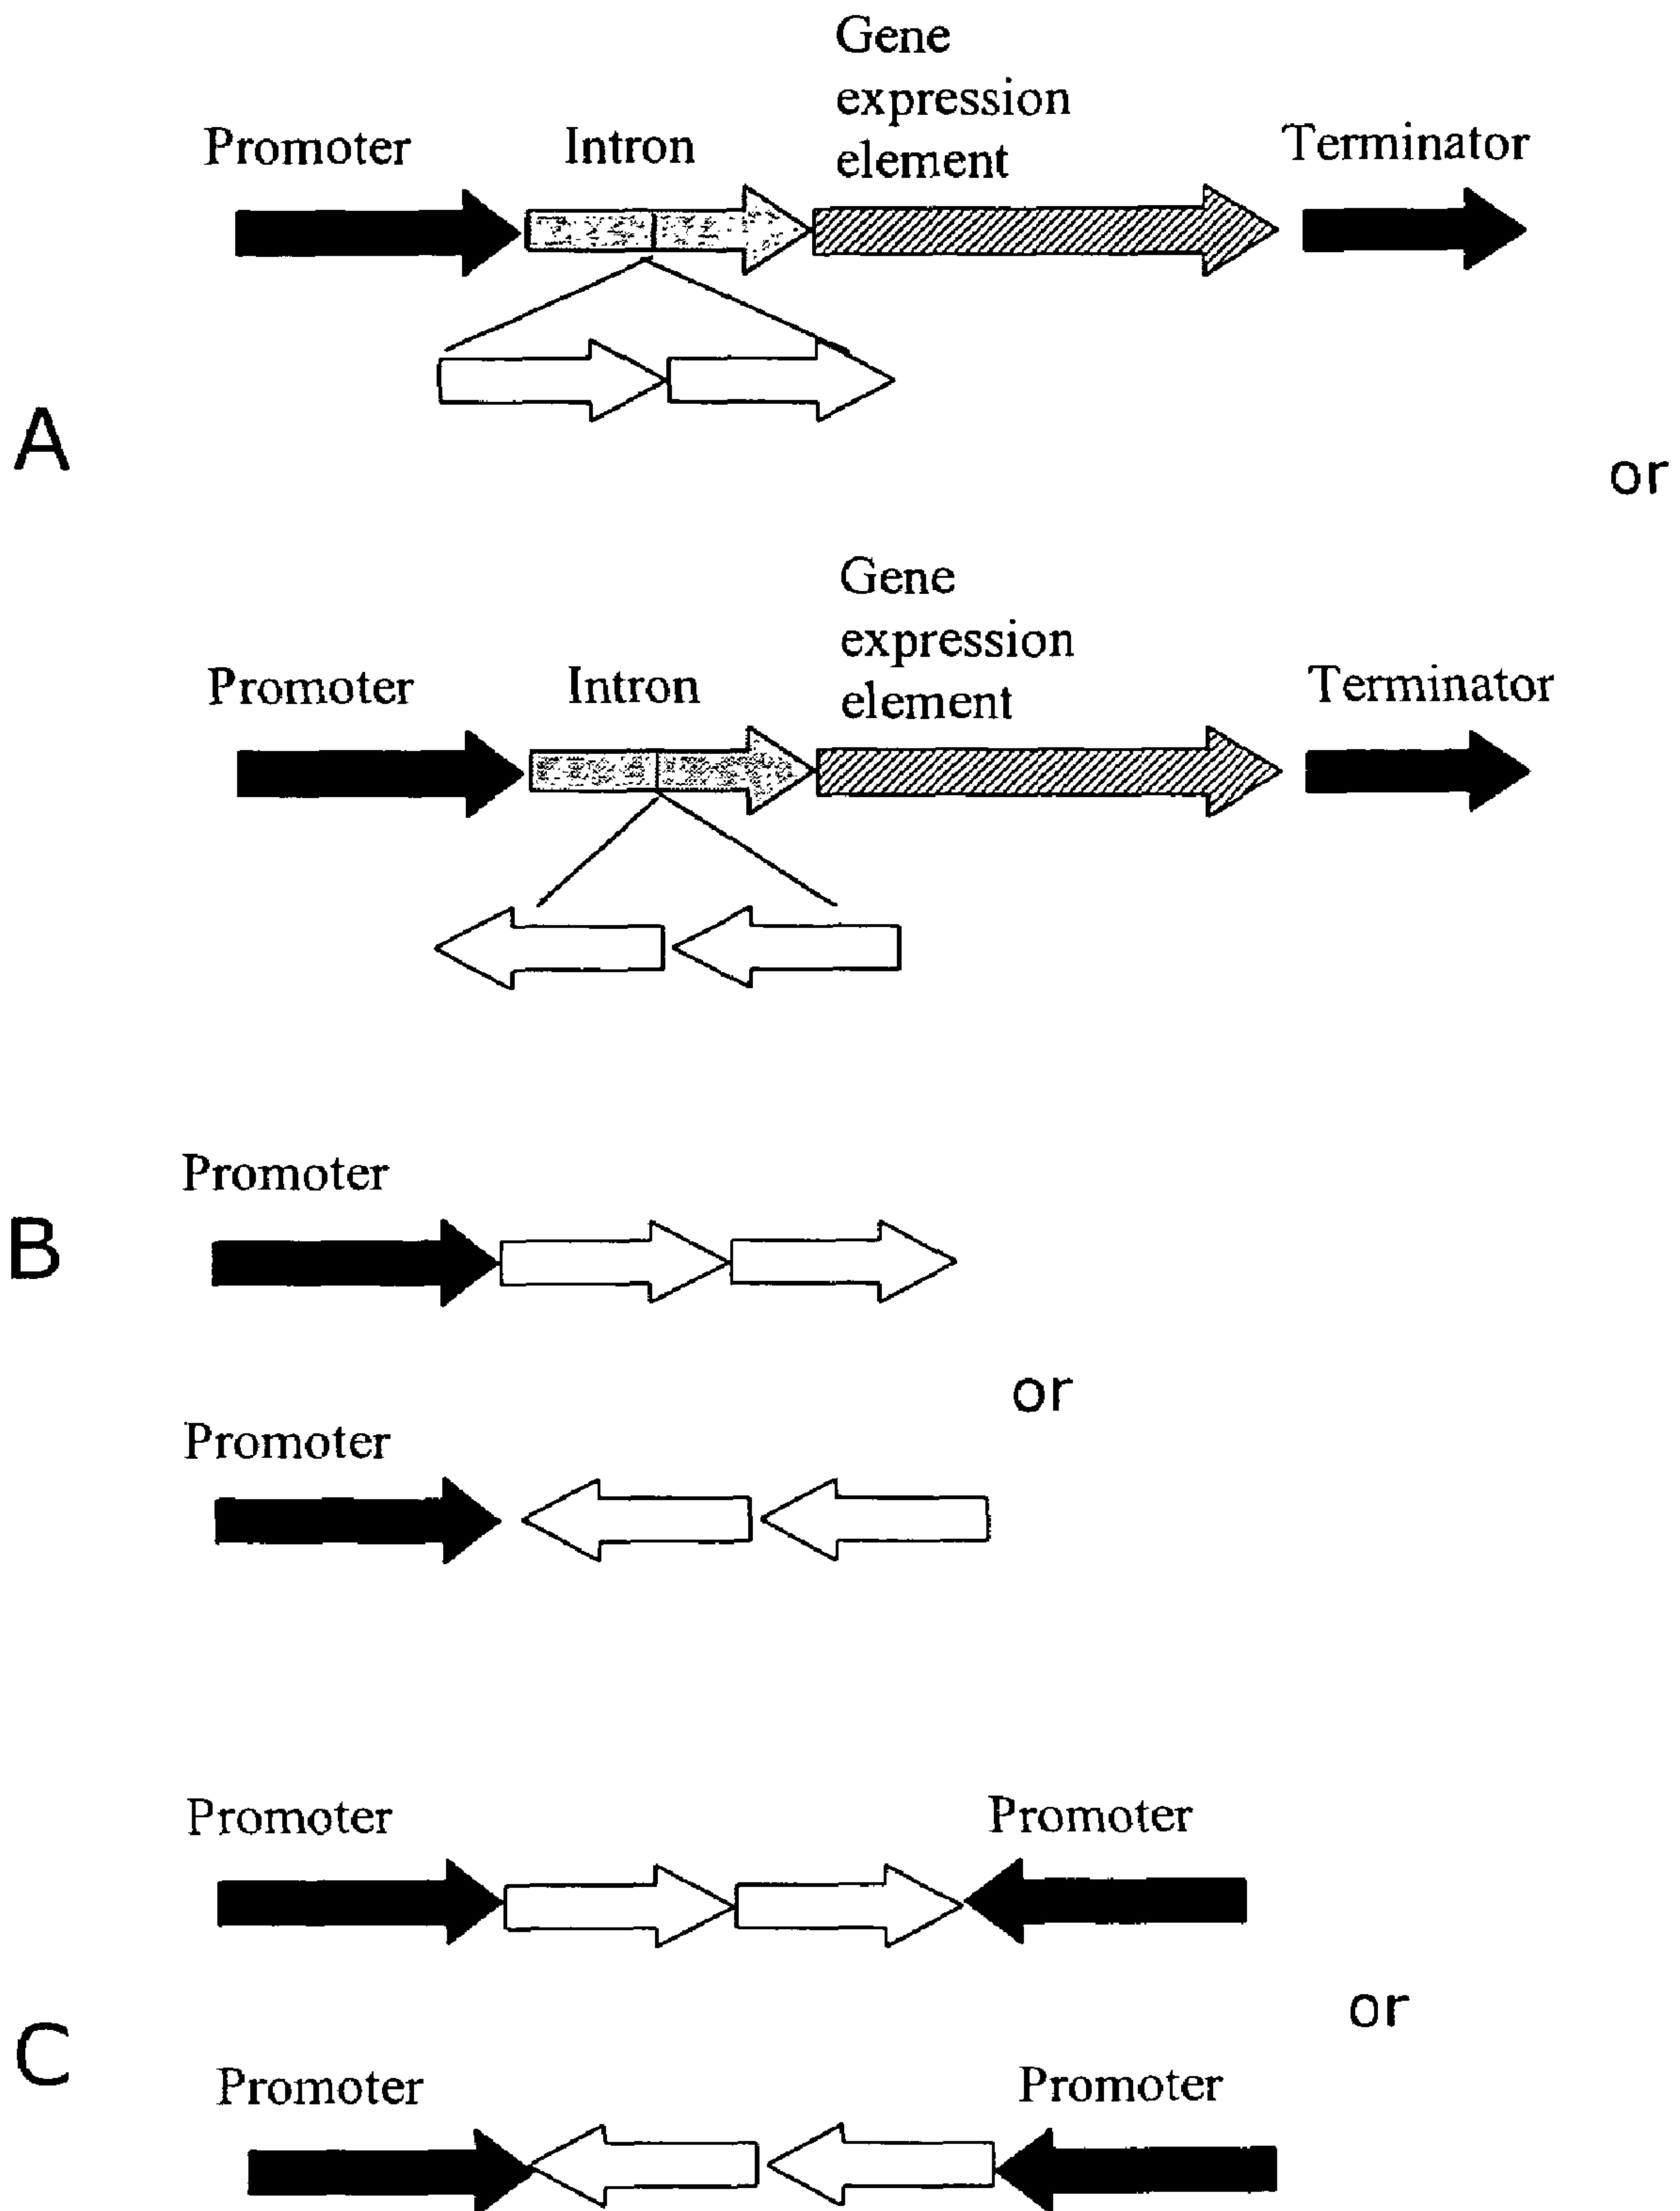 Gene
expression
element
Promoter
Intron
Terminator
A
or
Gene
expression
element
Promoter
Intron
Terminator
Promoter
B
or
Promoter
Promoter
Promoter
or
C
Promoter
Promoter